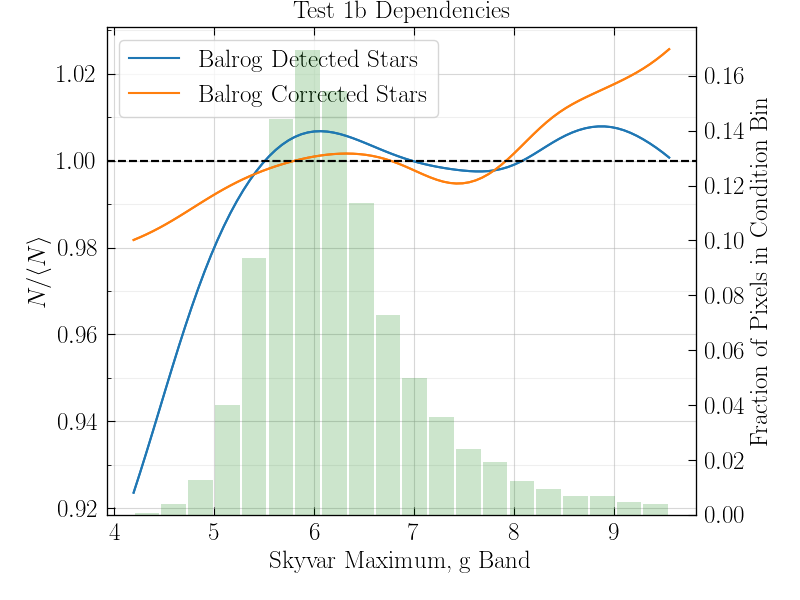 Test 1b Dependencies
Balrog Detected Stars
Balrog Corrected Stars
N/⟨N⟩
1.02
1.00
0.98
0.96
0.94
0.92
4 5 6 7 8 9
Skyvar Maximum, g Band
0.16
0.14
0.12
0.10
0.08
0.06
0.04
0.02
0.00
Fraction of Pixels in Condition Bin